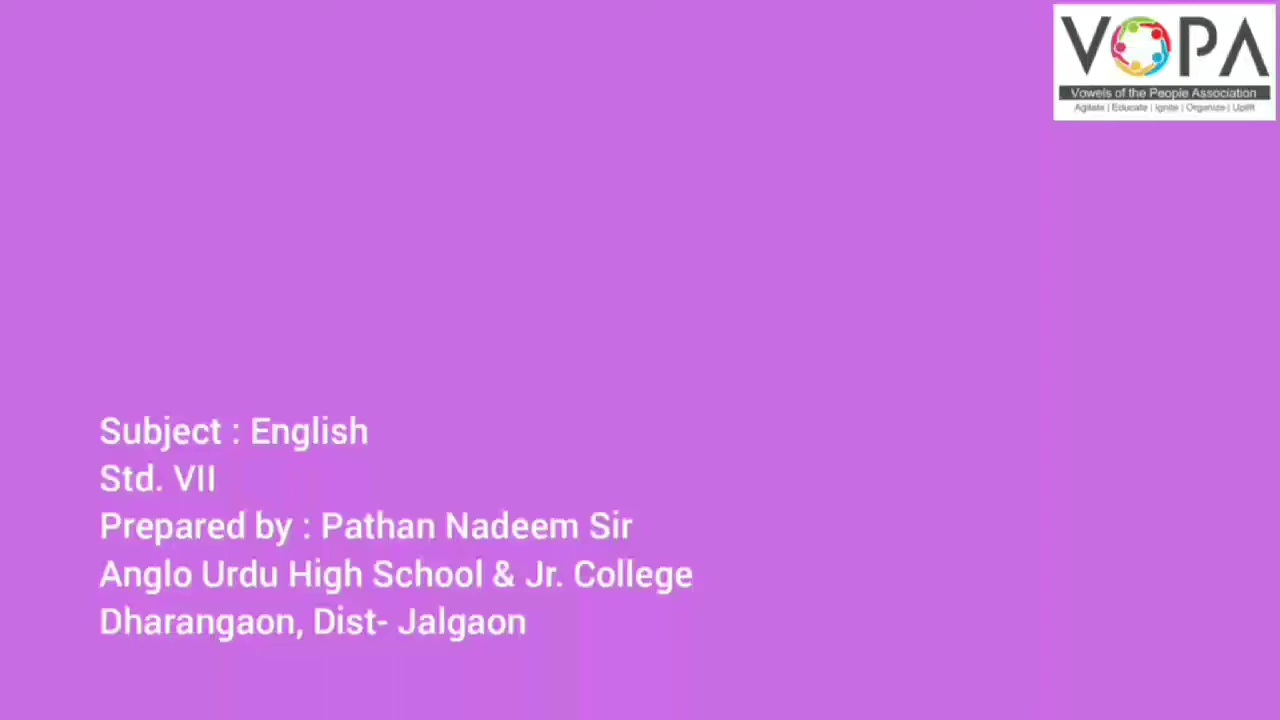 VOPA
Vowels of the People Association
Agitate | Educate | Ignite | Organize | Uplift
Subject : English
Std. VII
Prepared by : Pathan Nadeem Sir
Anglo Urdu High School & Jr. College
Dharangaon, Dist- Jalgaon